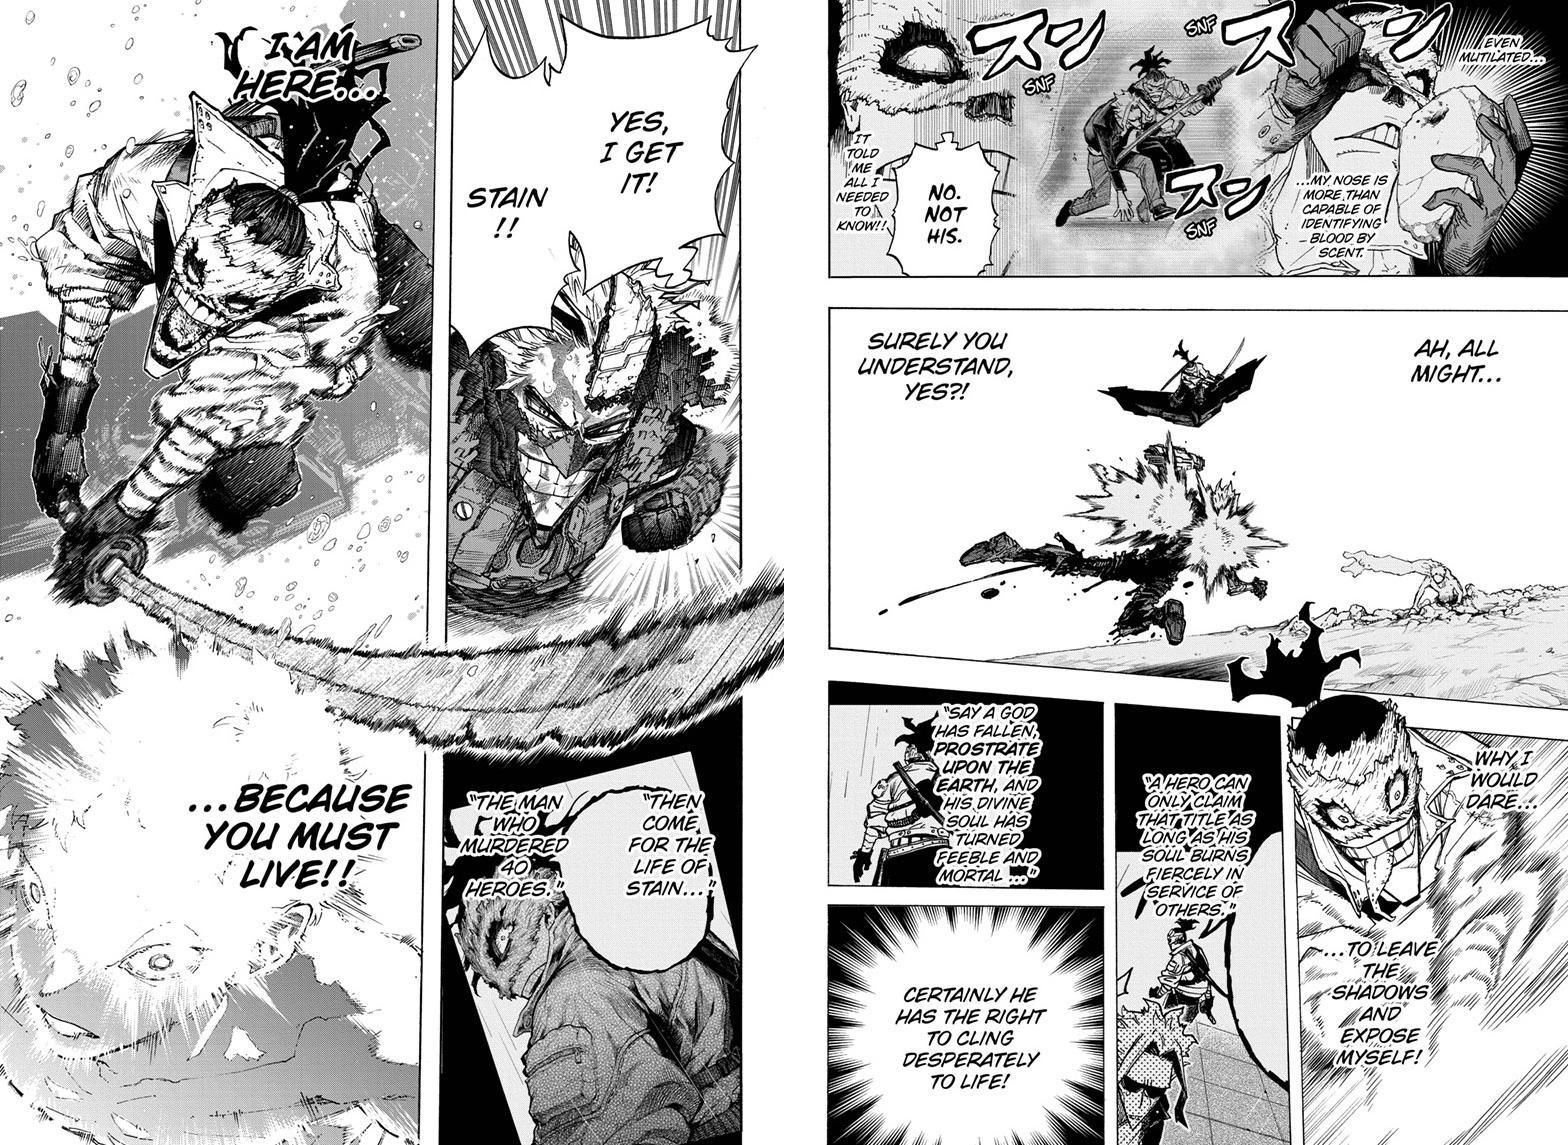 EVEN
MUTILATED...
...MY NOSE IS
MORE THAN
CAPABLE OF
IDENTIFYING
BLOOD BY
SCENT.
スンスン
SNF
SNF
スン
SNF
NO.
NOT
HIS.
IT
TOLD
ME
ALL I
NEEDED
TO
KNOW!!
AH, ALL
MIGHT...
SURELY YOU
UNDERSTAND,
YES?!
WHY I
WOULD
DARE...
...TO LEAVE
THE
SHADOWS
AND
EXPOSE
MYSELF!
"A HERO CAN
ONLY CLAIM
THAT TITLE AS
LONG AS HIS
SOUL BURNS
FIERCELY IN
SERVICE OF
OTHERS."
"SAY A GOD
HAS FALLEN,
PROSTRATE
UPON THE
EARTH, AND
HIS DIVINE
SOUL HAS
TURNED
FEEBLE AND
MORTAL ..."
CERTAINLY HE
HAS THE RIGHT
TO CLING
DESPERATELY
TO LIFE!
YES,
I GET
IT!
STAIN
!!
"THEN
COME
FOR THE
LIFE OF
STAIN..."
"THE MAN
WHO
MURDERED
40
HEROES."
I AM
HERE...
...BECAUSE
YOU MUST
LIVE!!